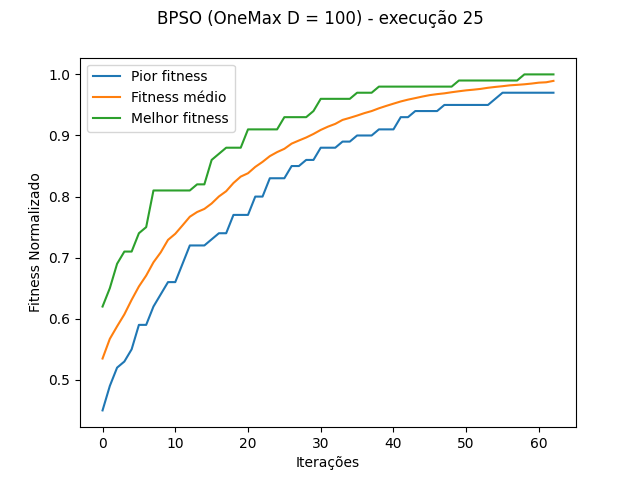 BPSO (OneMax D = 100) - execução 25
Pior fitness
Fitness médio
Melhor fitness
Fitness Normalizado
1.0
0.9
0.8
0.7
0.6
0.5
0 10 20 30 40 50 60
Iterações